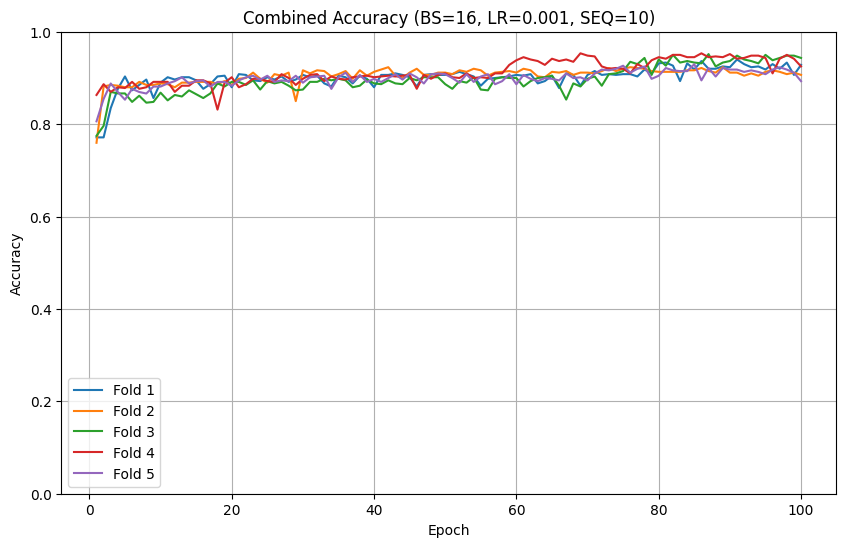 Combined Accuracy (BS=16, LR=0.001, SEQ=10)
1.0
0.8
0.6
0.4
0.2
0.0
Accuracy
Fold 1
Fold 2
Fold 3
Fold 4
Fold 5
0 20 40 60 80 100
Epoch